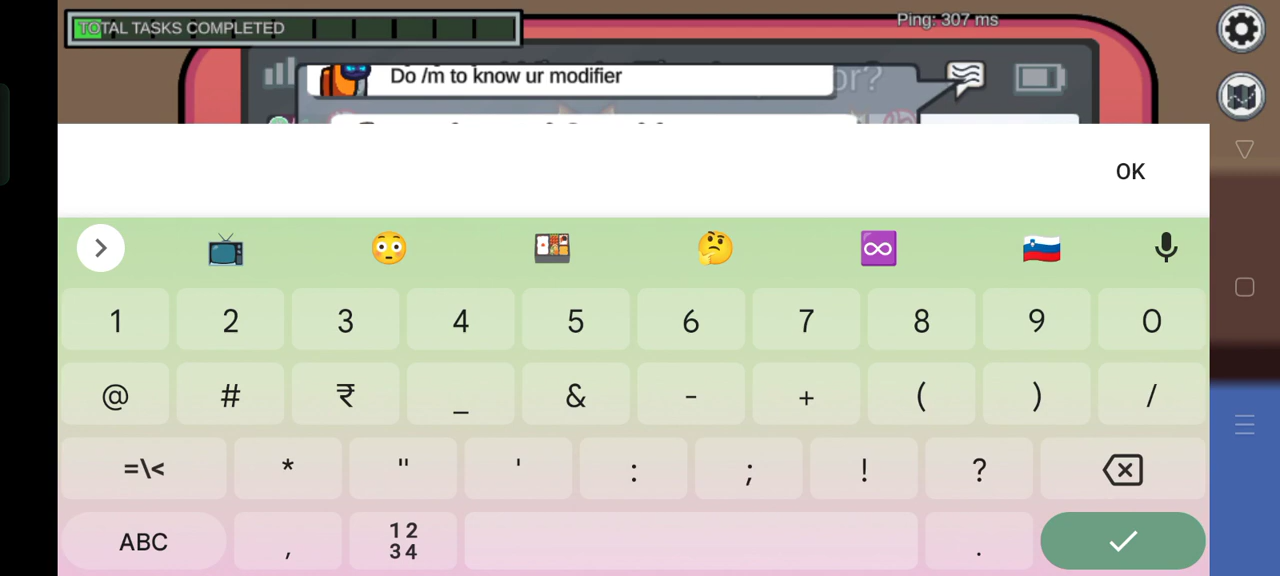 TOTAL TASKS COMPLETED
Ping: 307 ms
Do /m to know ur modifier
or?
OK
1 2 3 4 5 6 7 8 9 0
@ # ₹ _ & - + ( ) /
=\< * " ' : ; ! ?
ABC , 12 34 .